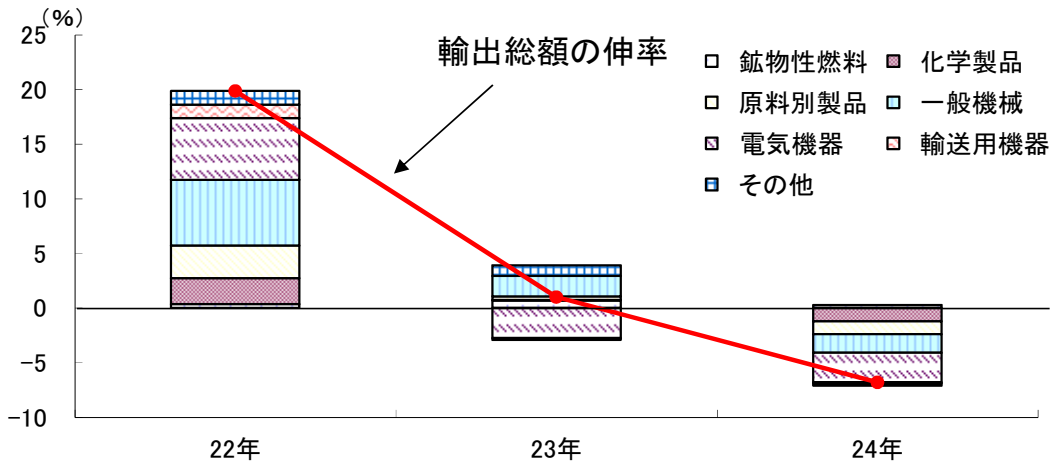 （%）
25
20
15
10
5
0
-5
-10
輸出総額の伸率
鉱物性燃料 化学製品
原料別製品 一般機械
電気機器 輸送用機器
その他
22年 23年 24年